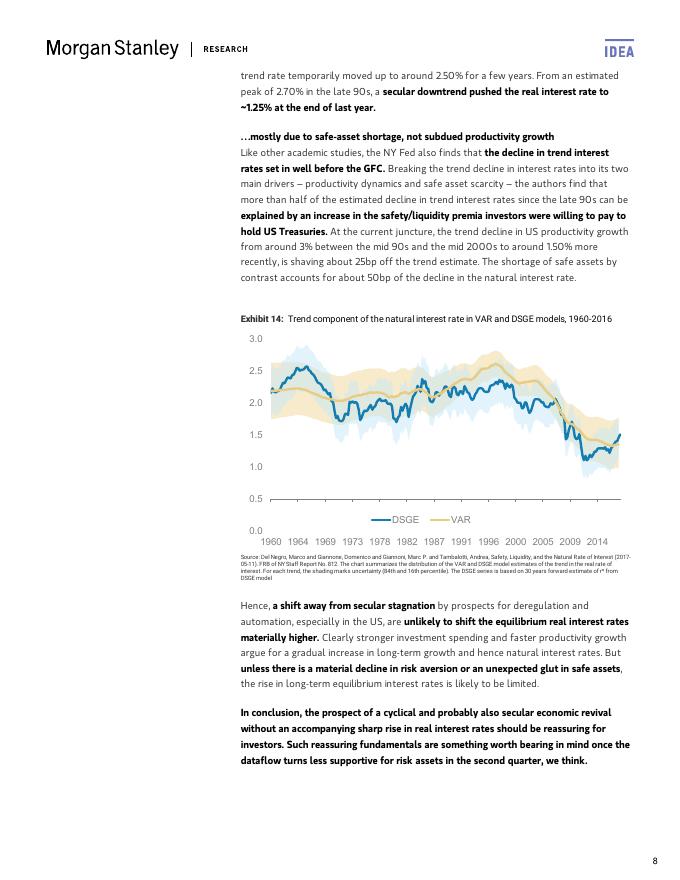 Morgan Stanley | RESEARCH
IDEA
trend rate temporarily moved up to around 2.50% for a few years. From an estimated
peak of 2.70% in the late 90s, a secular downtrend pushed the real interest rate to
~1.25% at the end of last year.
…mostly due to safe-asset shortage, not subdued productivity growth
Like other academic studies, the NY Fed also finds that the decline in trend interest
rates set in well before the GFC. Breaking the trend decline in interest rates into its two
main drivers – productivity dynamics and safe asset scarcity – the authors find that
more than half of the estimated decline in trend interest rates since the late 90s can be
explained by an increase in the safety/liquidity premia investors were willing to pay to
hold US Treasuries. At the current juncture, the trend decline in US productivity growth
from around 3% between the mid 90s and the mid 2000s to around 1.50% more
recently, is shaving about 25bp off the trend estimate. The shortage of safe assets by
contrast accounts for about 50bp of the decline in the natural interest rate.
Exhibit 14: Trend component of the natural interest rate in VAR and DSGE models, 1960-2016
3.0
2.5
2.0
1.5
1.0
0.5
0.0
DSGE VAR
1960 1964 1969 1973 1978 1982 1987 1991 1996 2000 2005 2009 2014
Source: Del Negro, Marco and Giannone, Domenico and Giannoni, Marc P. and Tambalotti, Andrea, Safety, Liquidity, and the Natural Rate of Interest (2017-
05-11). FRB of NY Staff Report No. 812. The chart summarizes the distribution of the VAR and DSGE model estimates of the trend in the real rate of
interest. For each trend, the shading marks uncertainty (84th and 16th percentile). The DSGE series is based on 30 years forward estimate of r* from
DSGE model
Hence, a shift away from secular stagnation by prospects for deregulation and
automation, especially in the US, are unlikely to shift the equilibrium real interest rates
materially higher. Clearly stronger investment spending and faster productivity growth
argue for a gradual increase in long-term growth and hence natural interest rates. But
unless there is a material decline in risk aversion or an unexpected glut in safe assets,
the rise in long-term equilibrium interest rates is likely to be limited.
In conclusion, the prospect of a cyclical and probably also secular economic revival
without an accompanying sharp rise in real interest rates should be reassuring for
investors. Such reassuring fundamentals are something worth bearing in mind once the
dataflow turns less supportive for risk assets in the second quarter, we think.
8